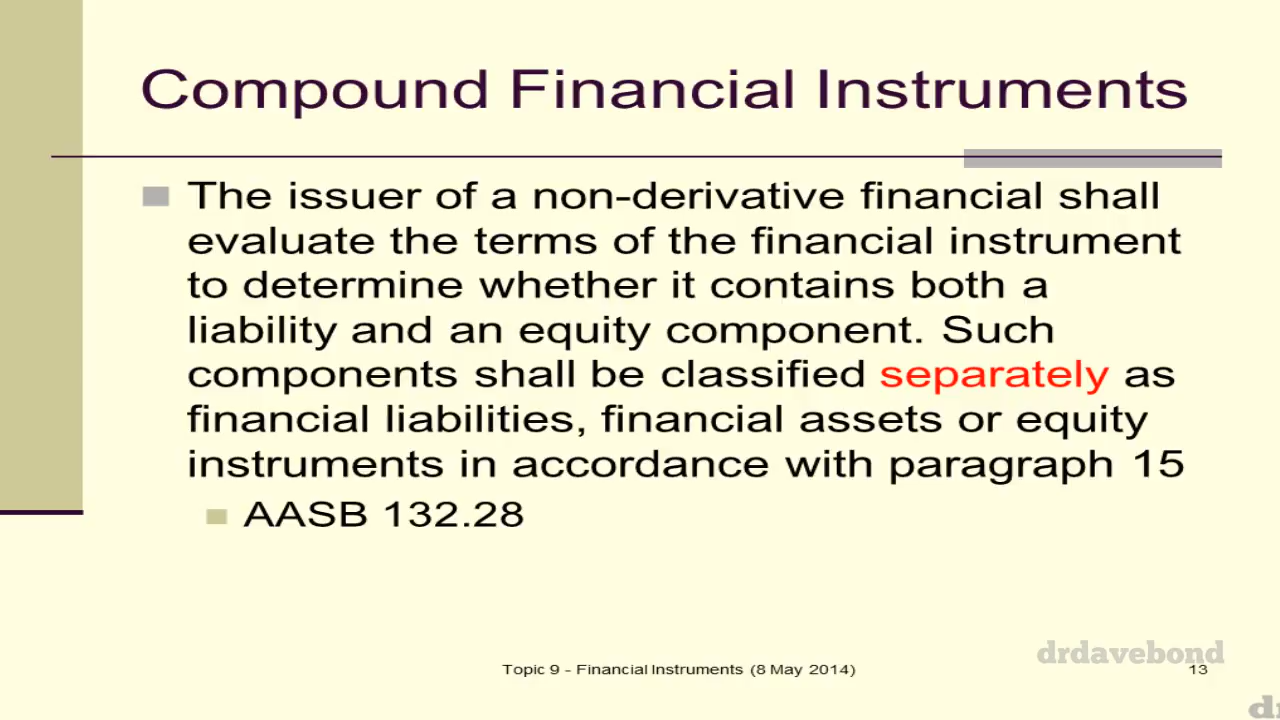 Compound Financial Instruments
The issuer of a non-derivative financial shall
evaluate the terms of the financial instrument
to determine whether it contains both a
liability and an equity component. Such
components shall be classified separately as
financial liabilities, financial assets or equity
instruments in accordance with paragraph 15
AASB 132.28
drdavebond
Topic 9 - Financial Instruments (8 May 2014)
13